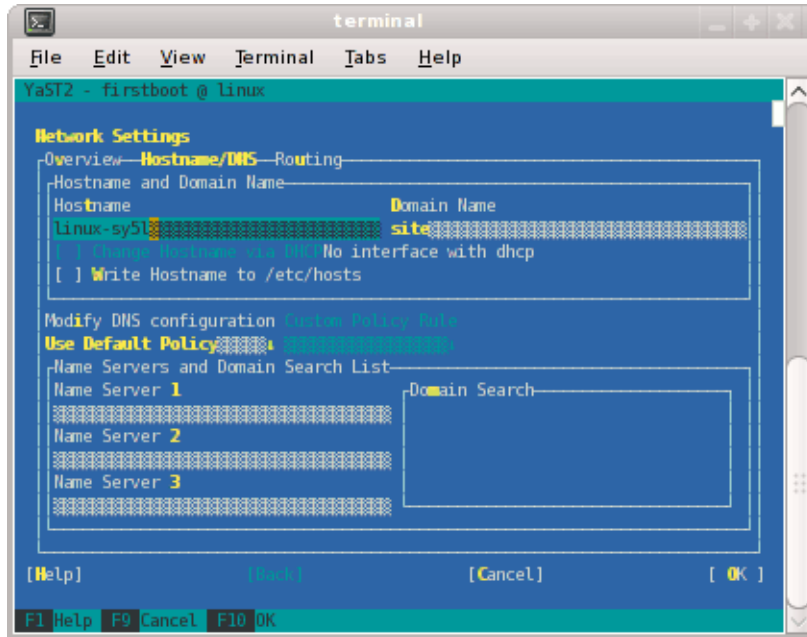 terminal
File Edit View Terminal Tabs Help
YaST2 - firstboot @ linux
Network Settings
Overview Hostname/DNS Routing
Hostname and Domain Name
Hostname Domain Name
linux-sy5l site
[ ] Change Hostname via DHCP No interface with dhcp
[ ] Write Hostname to /etc/hosts
Modify DNS configuration Custom Policy Rule
Use Default Policy↓ ↓
Name Servers and Domain Search List
Name Server 1 Domain Search
Name Server 2
Name Server 3
[Help] [Back] [Cancel] [ OK ]
F1 Help F9 Cancel F10 OK